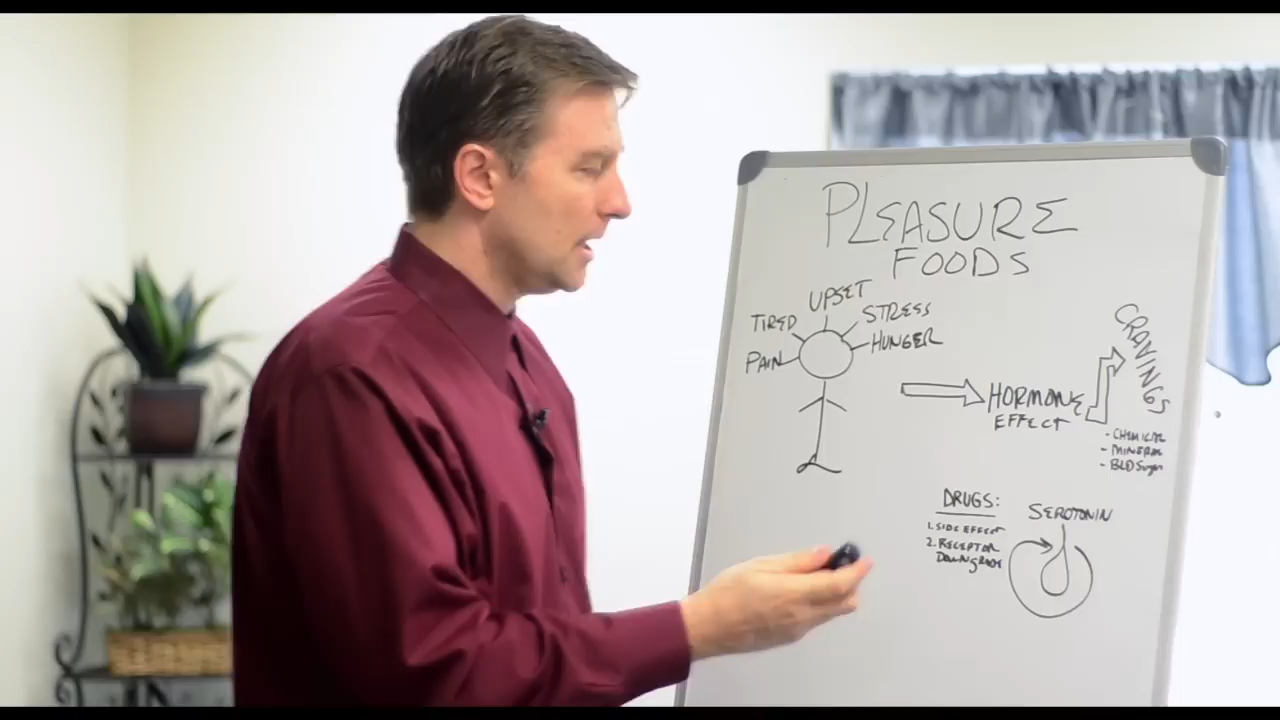 PLEASURE
FOODS
UPSET
TIRED
STRESS
PAIN
HUNGER
HORMONE
EFFECT
CRAVINGS
- CHEMICAL
- MINERAL
- BLD Sugar
DRUGS:
1. SIDE EFFECT
2. RECEPTOR
DOWNGRADE
SEROTONIN